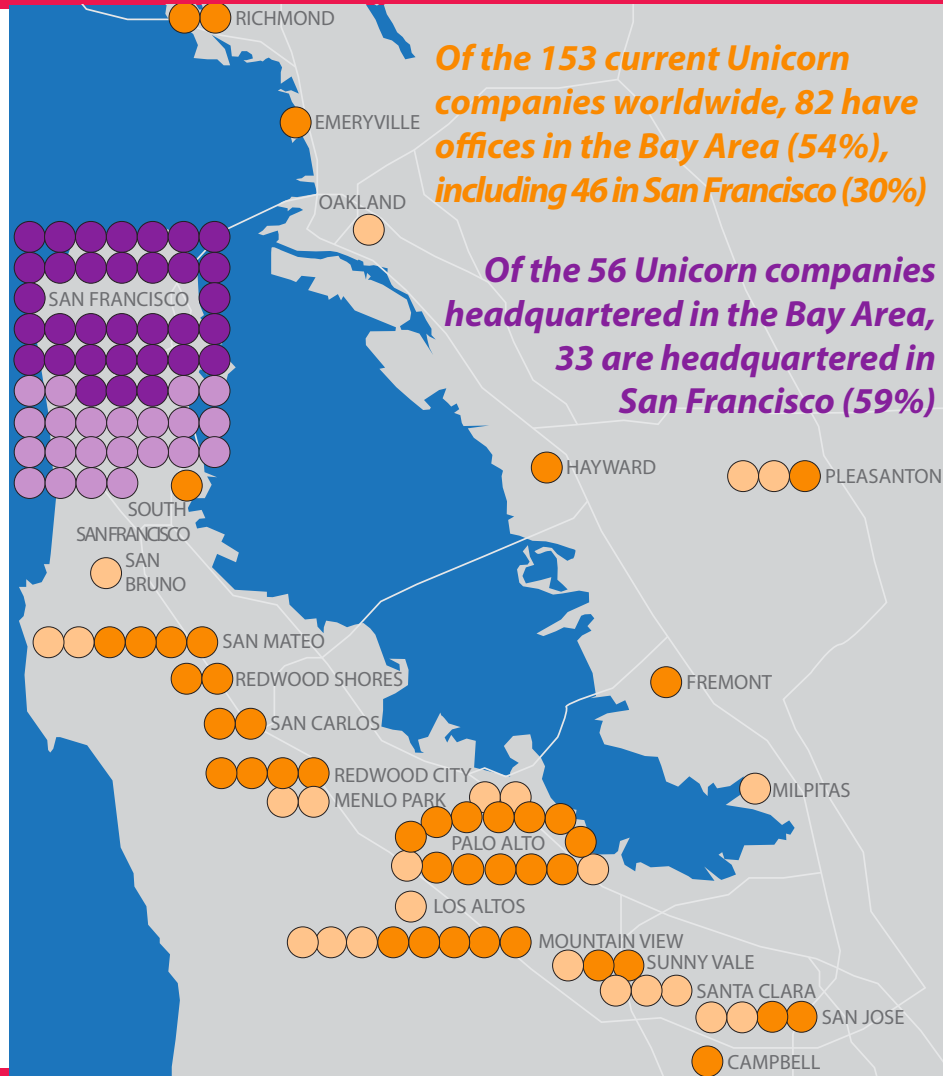 RICHMOND
Of the 153 current Unicorn
companies worldwide, 82 have
offices in the Bay Area (54%),
including 46 in San Francisco (30%)
EMERYVILLE
OAKLAND
Of the 56 Unicorn companies
headquartered in the Bay Area,
33 are headquartered in
San Francisco (59%)
SAN FRANCISCO
HAYWARD
PLEASANTON
SOUTH
SANFRANCISCO
SAN
BRUNO
SAN MATEO
REDWOOD SHORES
FREMONT
SAN CARLOS
REDWOOD CITY
MILPITAS
MENLO PARK
PALO ALTO
LOS ALTOS
MOUNTAIN VIEW
SUNNY VALE
SANTA CLARA
SAN JOSE
CAMPBELL